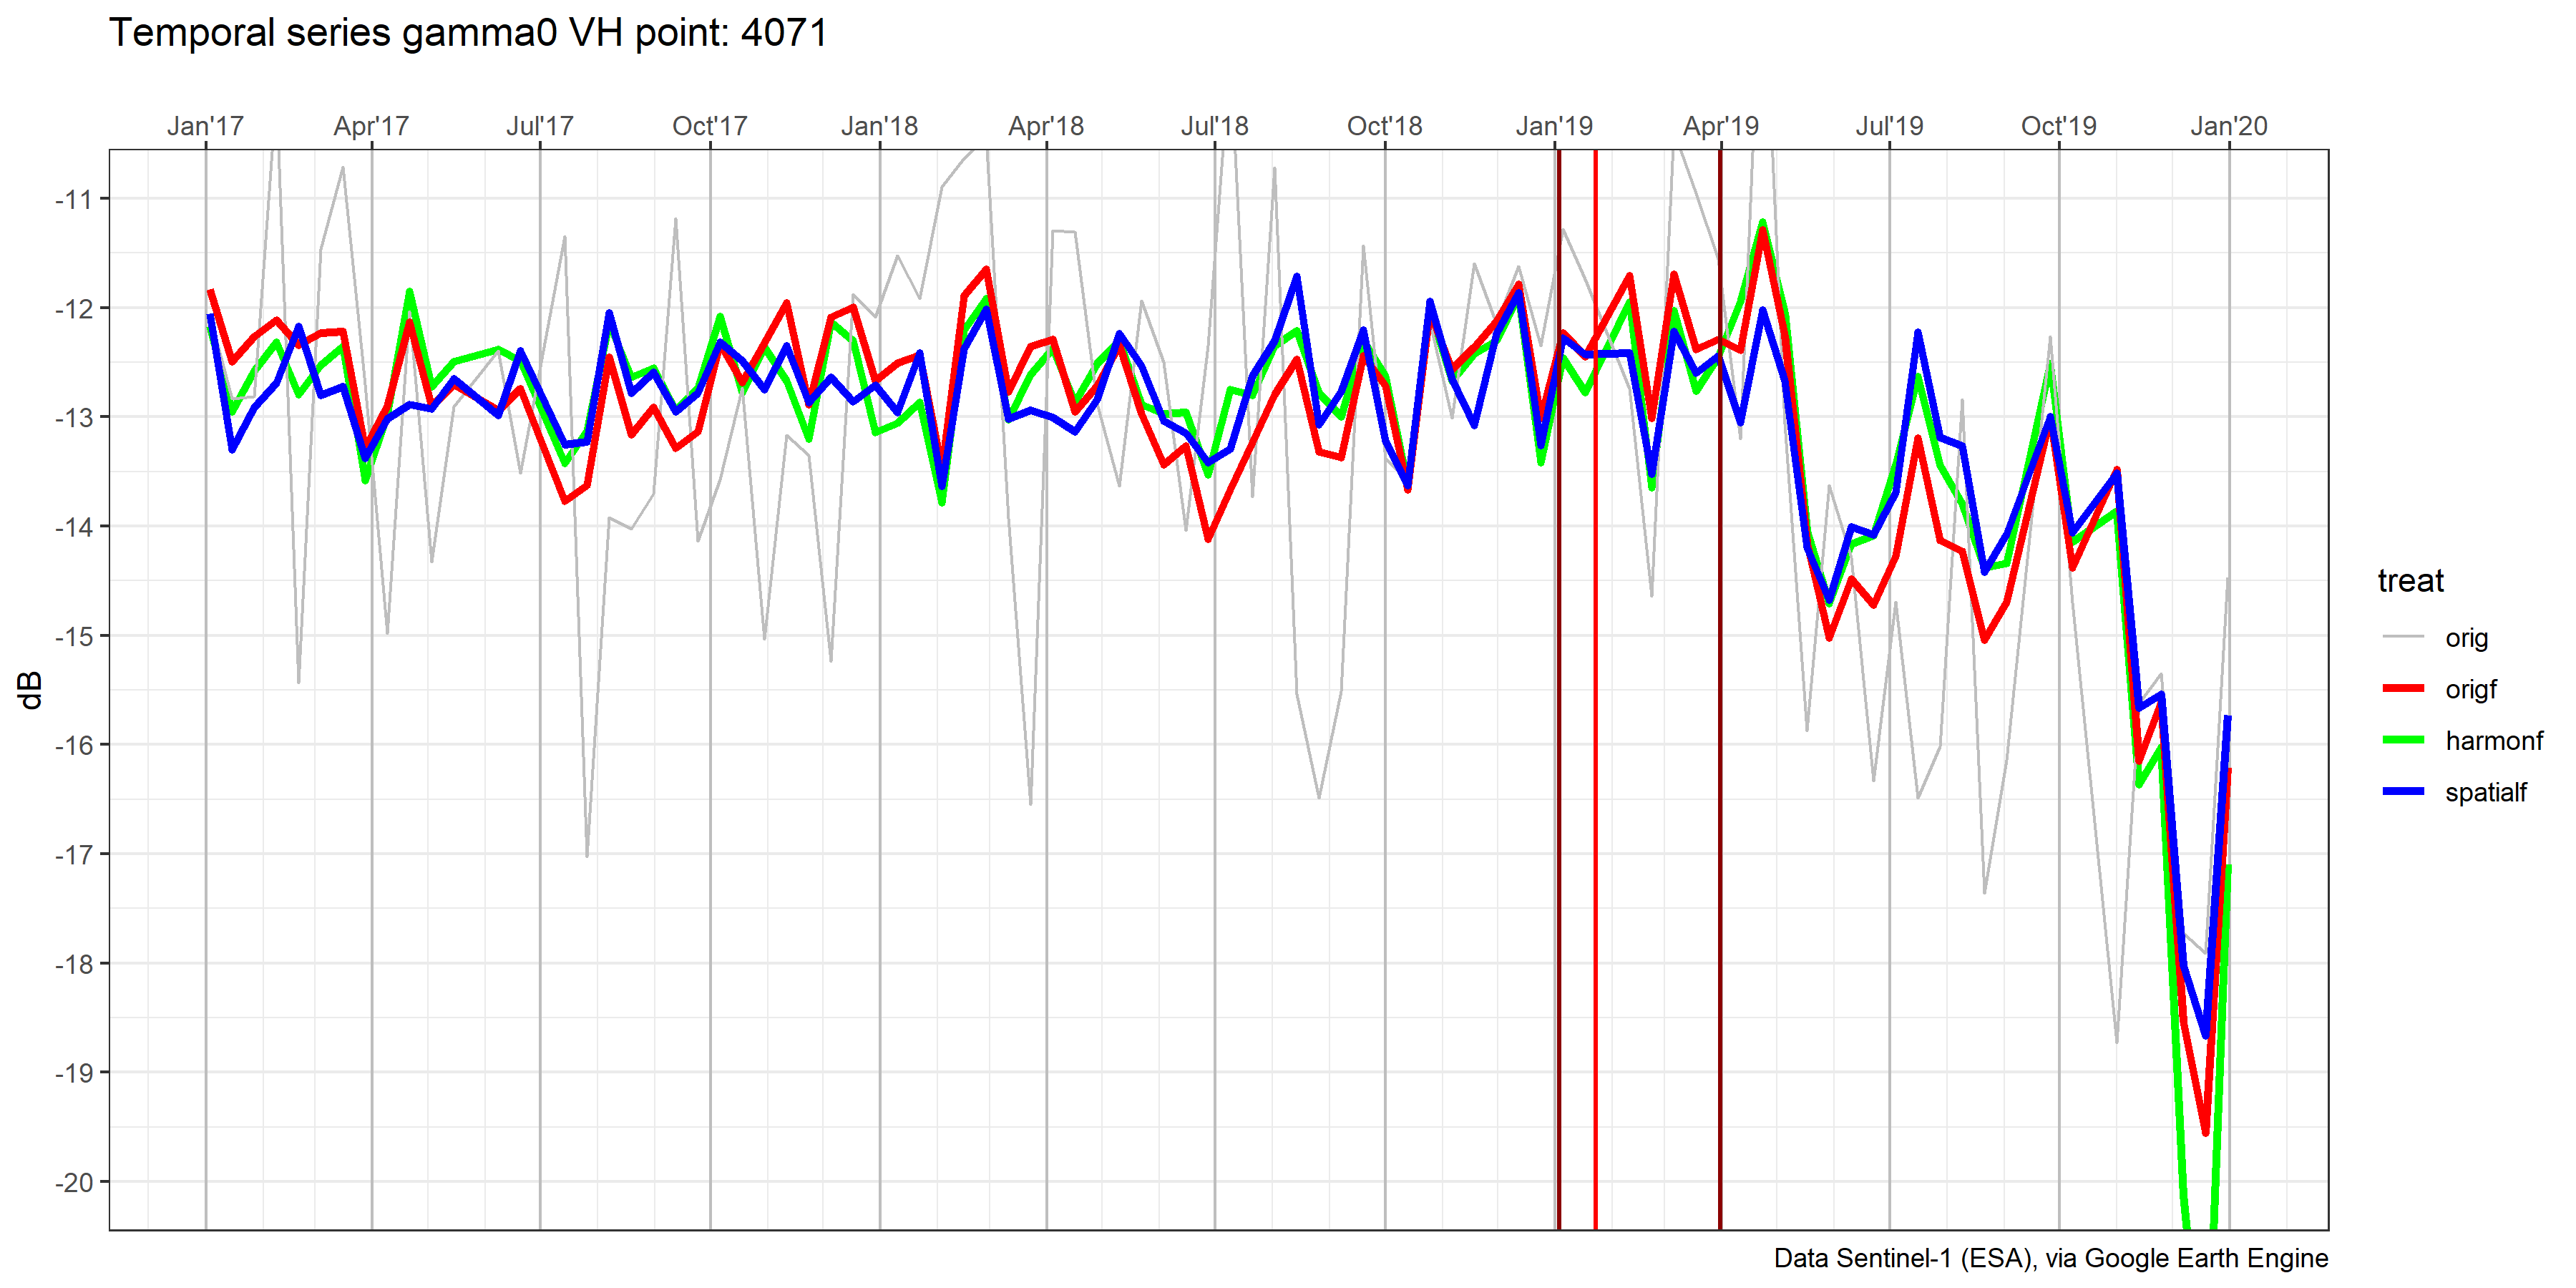 Temporal series gamma0 VH point: 4071
Jan'17 Apr'17 Jul'17 Oct'17 Jan'18 Apr'18 Jul'18 Oct'18 Jan'19 Apr'19 Jul'19 Oct'19 Jan'20
-11
-12
-13
-14
-15
-16
-17
-18
-19
-20
dB
treat
orig
origf
harmonf
spatialf
Data Sentinel-1 (ESA), via Google Earth Engine